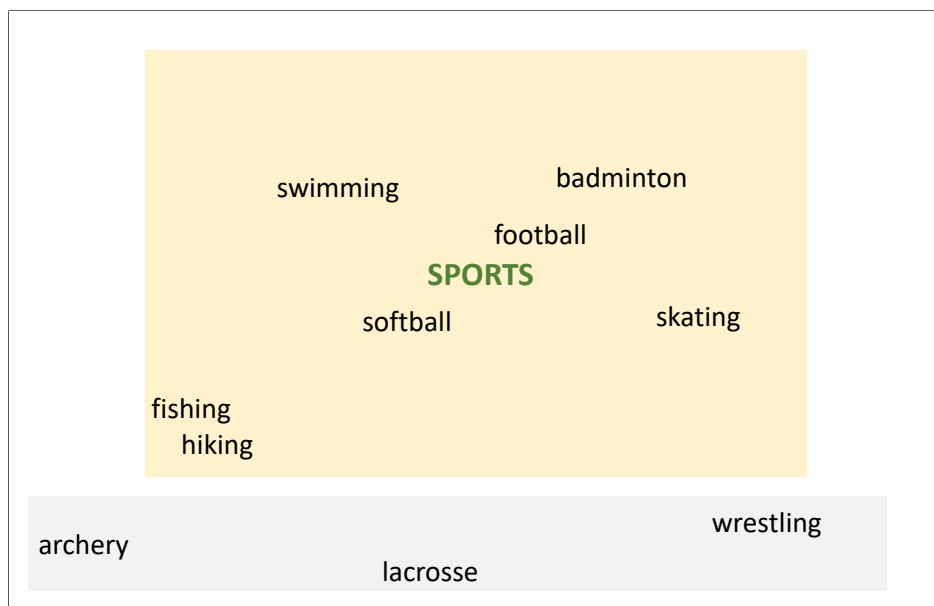 badminton
swimming
football
SPORTS
skating
softball
fishing
hiking
wrestling
archery
lacrosse